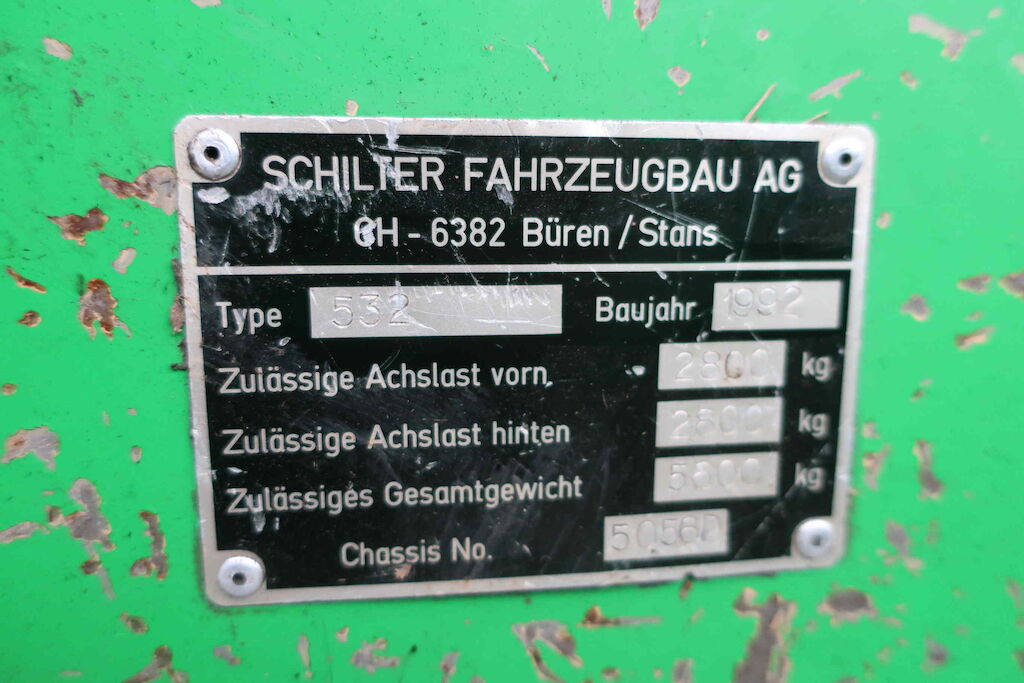 SCHILTER FAHRZEUGBAU AG
CH - 6382 Büren / Stans
Type 532 Baujahr 1992
Zulässige Achslast vorn 2800 kg
Zulässige Achslast hinten 2800 kg
Zulässiges Gesamtgewicht 5600 kg
Chassis No. 5056D